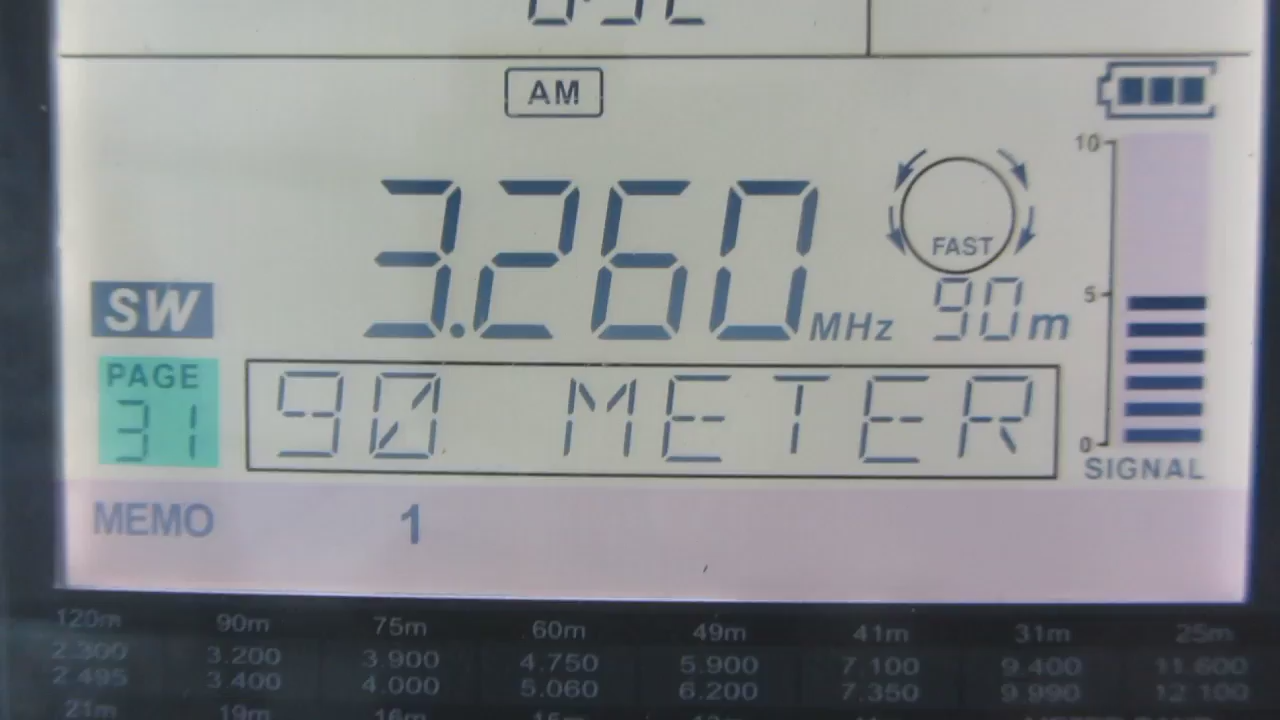 AM
10
3.260 MHz
FAST
90 m
5
SW
PAGE
31
90 METER
0
SIGNAL
MEMO 1
120m 90m 75m 60m 49m 41m 31m 25m
2.300 3.200 3.900 4.750 5.900 7.100 9.400 11.600
2.495 3.400 4.000 5.060 6.200 7.350 9.990 12.100
21m 19m 16m 15m 13m